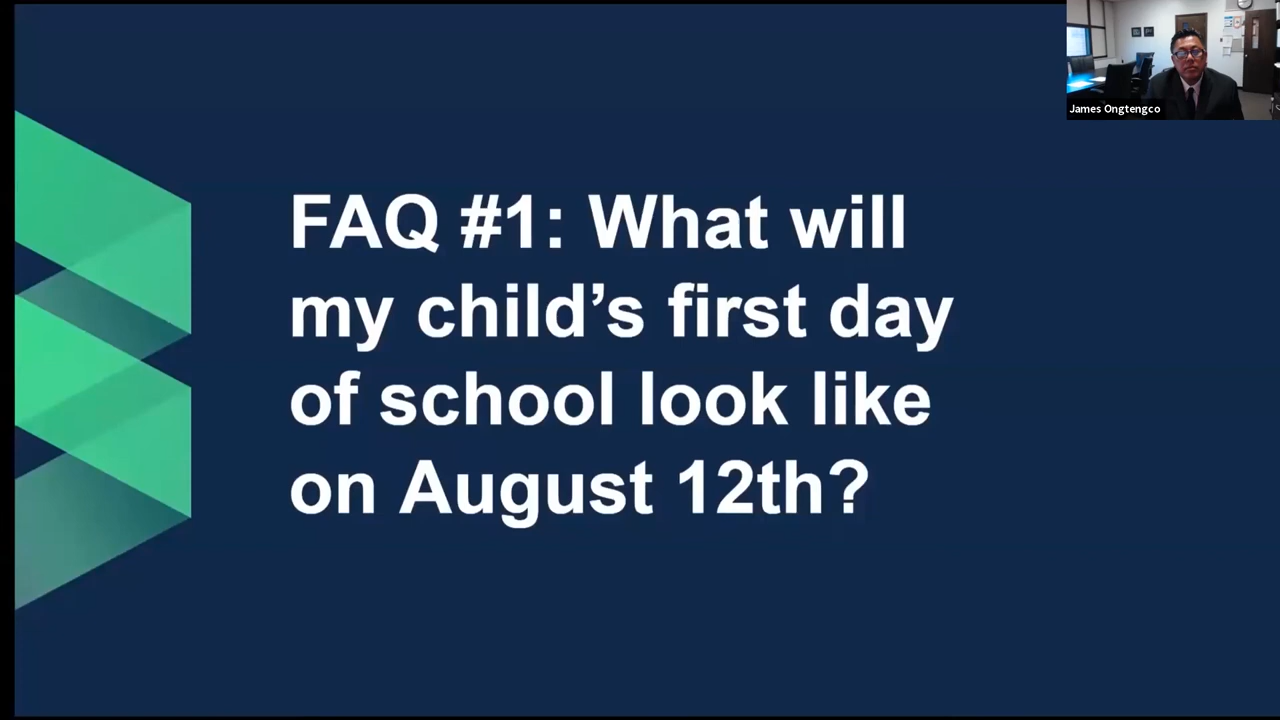 James Ongtengco
FAQ #1: What will
my child’s first day
of school look like
on August 12th?